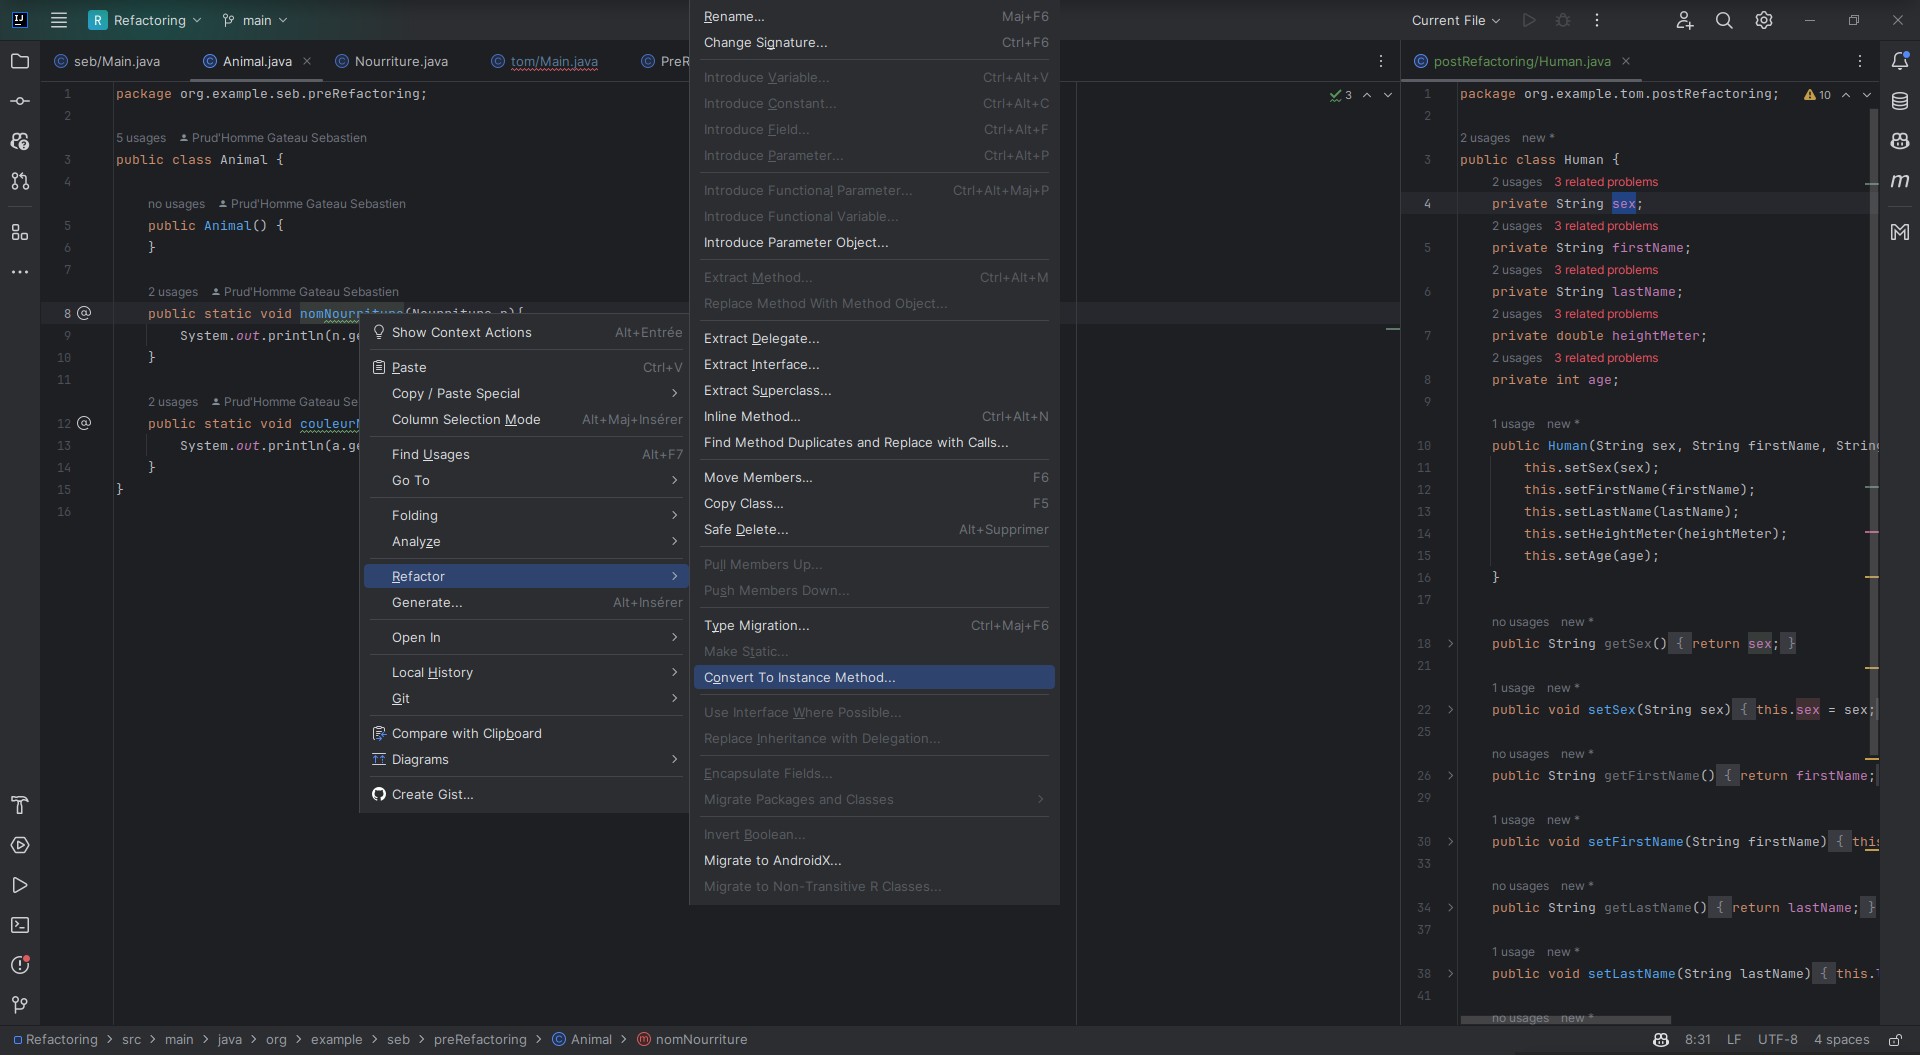 Refactoring main Current File
seb/Main.java Animal.java Nourriture.java tom/Main.java PreR
postRefactoring/Human.java
1 package org.example.seb.preRefactoring;
2
5 usages Prud'Homme Gateau Sebastien
3 public class Animal {
4
no usages Prud'Homme Gateau Sebastien
5 public Animal() {
6 }
7
2 usages Prud'Homme Gateau Sebastien
8 public static void nomNourriture(Nourriture n){
9 System.out.println(n.ge
10 }
11
2 usages Prud'Homme Gateau Se
12 public static void couleur
13 System.out.println(a.ge
14 }
15 }
16
3
Show Context Actions Alt+Entrée
Paste Ctrl+V
Copy / Paste Special
Column Selection Mode Alt+Maj+Insérer
Find Usages Alt+F7
Go To
Folding
Analyze
Refactor
Generate... Alt+Insérer
Open In
Local History
Git
Compare with Clipboard
Diagrams
Create Gist...
Rename... Maj+F6
Change Signature... Ctrl+F6
Introduce Variable... Ctrl+Alt+V
Introduce Constant... Ctrl+Alt+C
Introduce Field... Ctrl+Alt+F
Introduce Parameter... Ctrl+Alt+P
Introduce Functional Parameter... Ctrl+Alt+Maj+P
Introduce Functional Variable...
Introduce Parameter Object...
Extract Method... Ctrl+Alt+M
Replace Method With Method Object...
Extract Delegate...
Extract Interface...
Extract Superclass...
Inline Method... Ctrl+Alt+N
Find Method Duplicates and Replace with Calls...
Move Members... F6
Copy Class... F5
Safe Delete... Alt+Supprimer
Pull Members Up...
Push Members Down...
Type Migration... Ctrl+Maj+F6
Make Static...
Convert To Instance Method...
Use Interface Where Possible...
Replace Inheritance with Delegation...
Encapsulate Fields...
Migrate Packages and Classes
Invert Boolean...
Migrate to AndroidX...
Migrate to Non-Transitive R Classes...
1 package org.example.tom.postRefactoring; 10
2
2 usages new *
3 public class Human {
2 usages 3 related problems
4 private String sex;
2 usages 3 related problems
5 private String firstName;
2 usages 3 related problems
6 private String lastName;
2 usages 3 related problems
7 private double heightMeter;
2 usages 3 related problems
8 private int age;
9
1 usage new *
10 public Human(String sex, String firstName, String
11 this.setSex(sex);
12 this.setFirstName(firstName);
13 this.setLastName(lastName);
14 this.setHeightMeter(heightMeter);
15 this.setAge(age);
16 }
17
no usages new *
18 public String getSex() { return sex; }
21
1 usage new *
22 public void setSex(String sex) { this.sex = sex;
25
no usages new *
26 public String getFirstName() { return firstName;
29
1 usage new *
30 public void setFirstName(String firstName) { this
33
no usages new *
34 public String getLastName() { return lastName; }
37
1 usage new *
38 public void setLastName(String lastName) { this.
41
no usages new *
Refactoring > src > main > java > org > example > seb > preRefactoring > Animal > nomNourriture
8:31 LF UTF-8 4 spaces